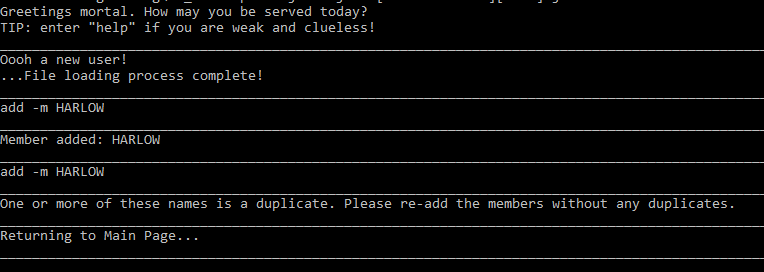 Greetings mortal. How may you be served today?
TIP: enter "help" if you are weak and clueless!
Oooh a new user!
...File loading process complete!
add -m HARLOW
Member added: HARLOW
add -m HARLOW
One or more of these names is a duplicate. Please re-add the members without any duplicates.
Returning to Main Page...